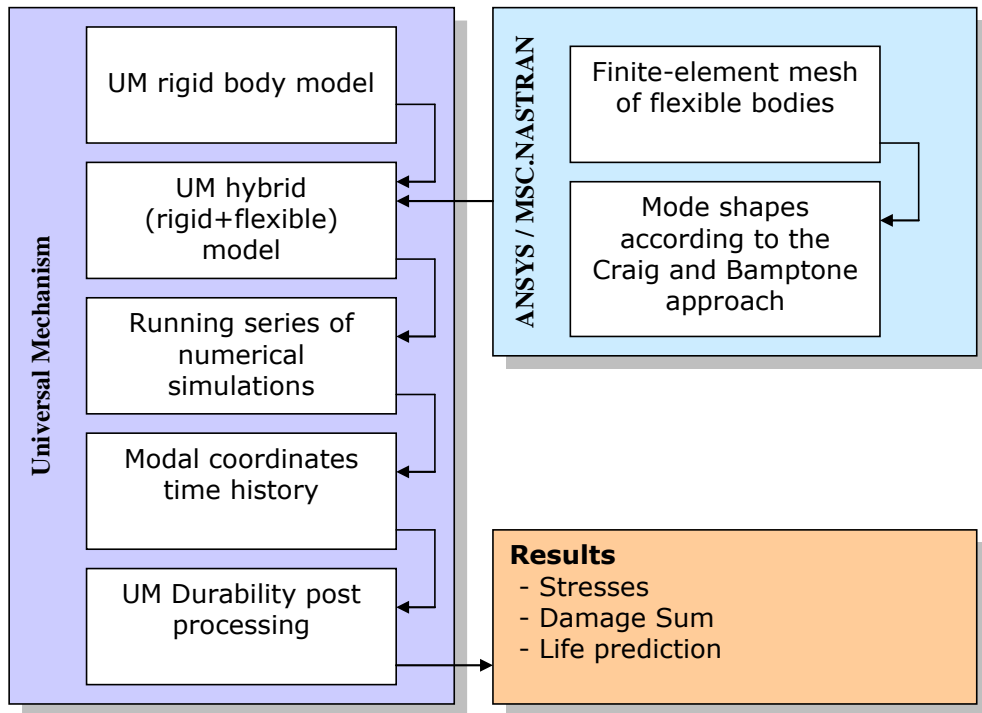 Universal Mechanism
UM rigid body model
UM hybrid
(rigid+flexible)
model
Running series of
numerical
simulations
Modal coordinates
time history
UM Durability post
processing
ANSYS / MSC.NASTRAN
Finite-element mesh
of flexible bodies
Mode shapes
according to the
Craig and Bamptone
approach
Results
- Stresses
- Damage Sum
- Life prediction